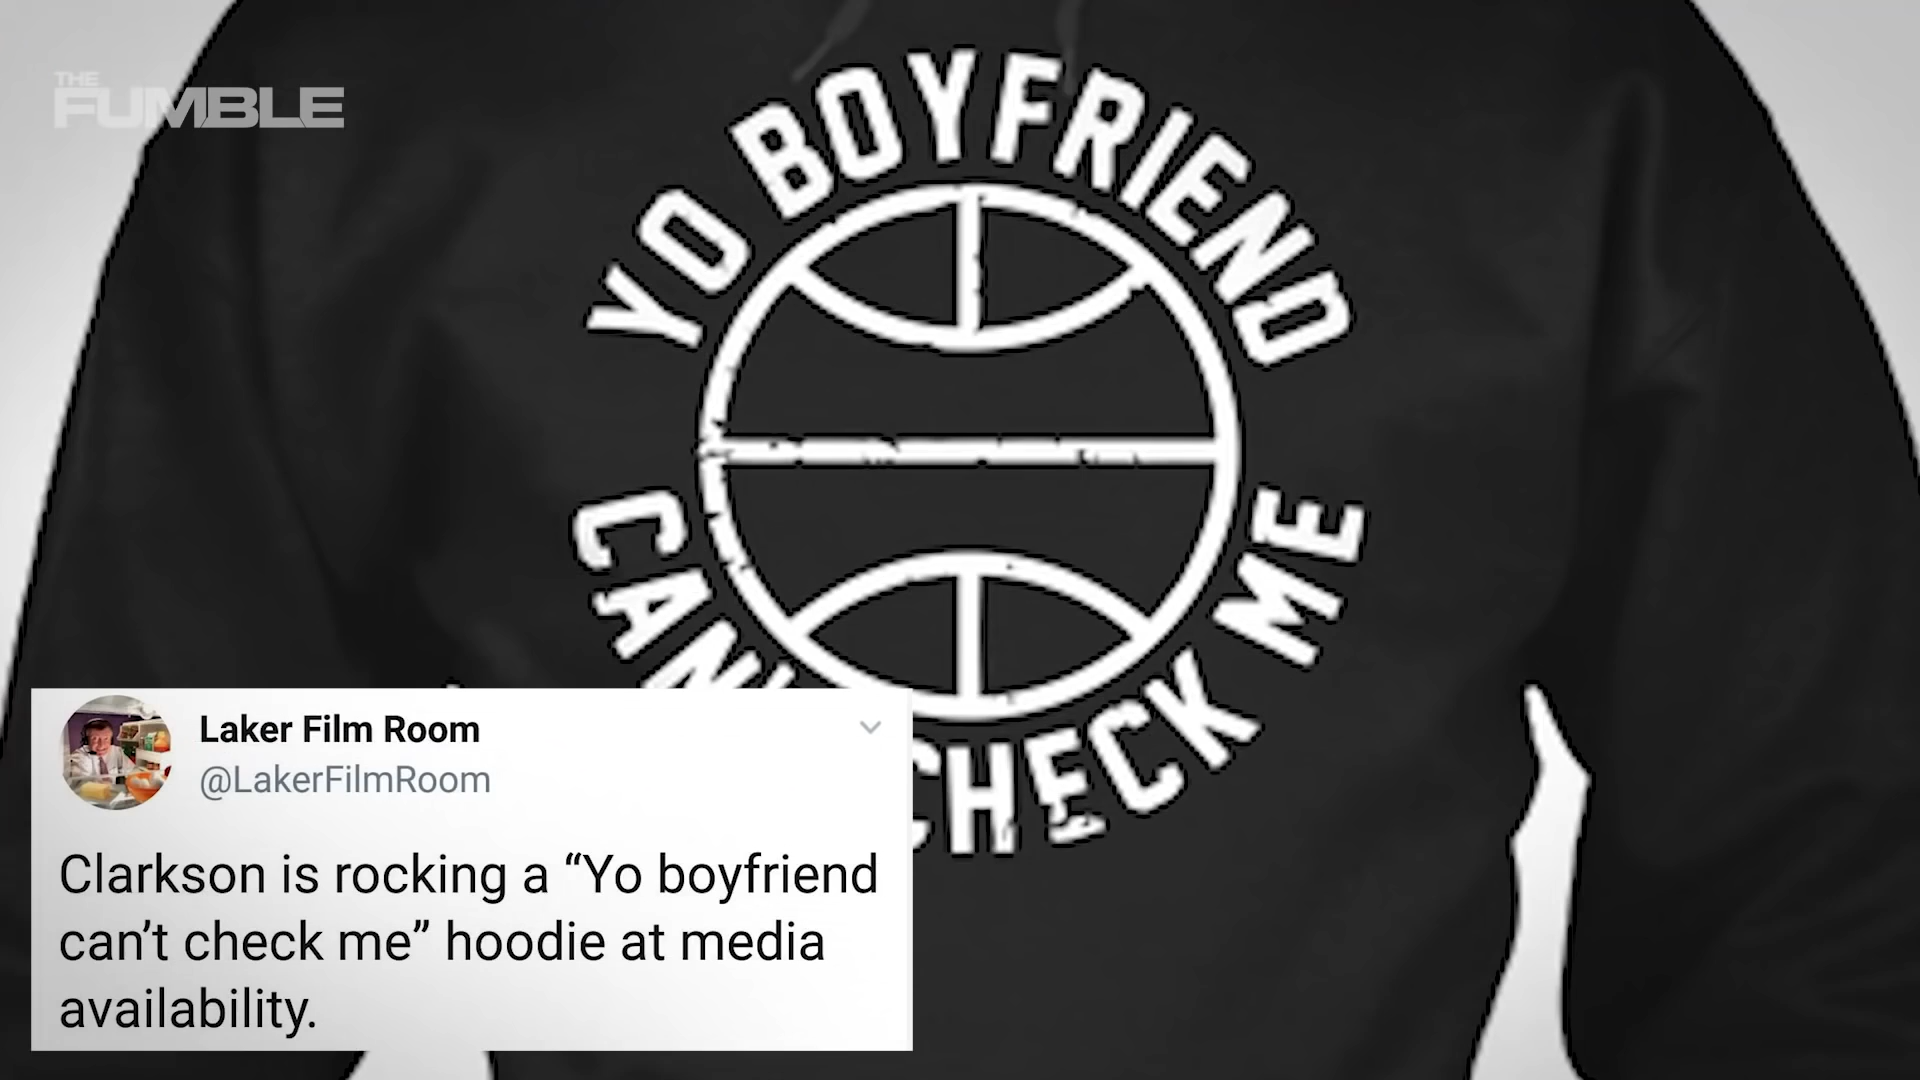 THE
FUMBLE
YO BOYFRIEND
CAN'T CHECK ME
Laker Film Room
@LakerFilmRoom
Clarkson is rocking a “Yo boyfriend
can’t check me” hoodie at media
availability.